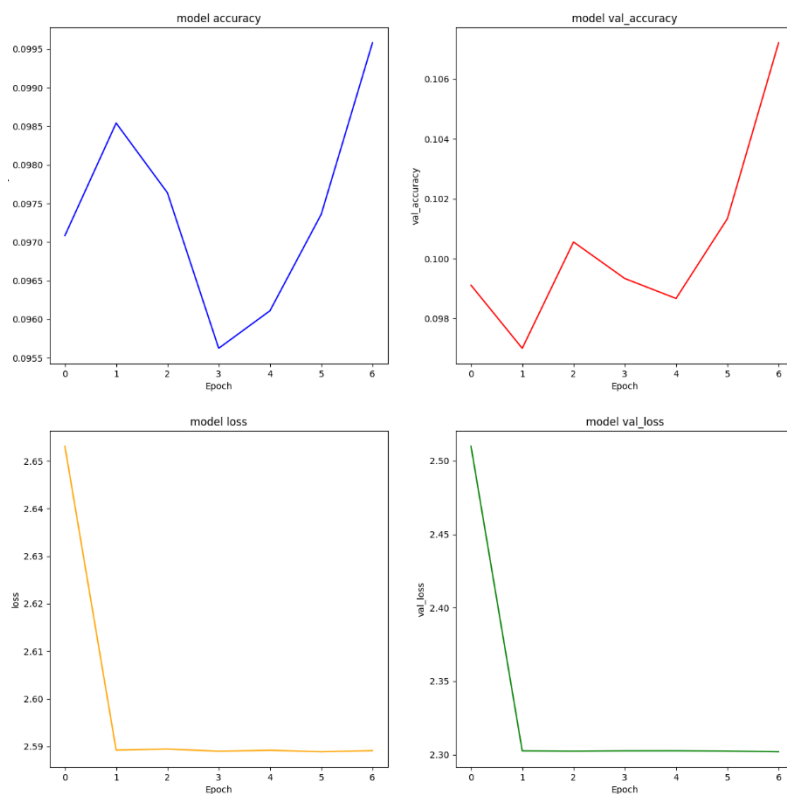 model accuracy
0.0995
0.0990
0.0985
0.0980
0.0975
0.0970
0.0965
0.0960
0.0955
0 1 2 3 4 5 6
Epoch
model val_accuracy
0.106
0.104
0.102
0.100
0.098
val_accuracy
0 1 2 3 4 5 6
Epoch
model loss
2.65
2.64
2.63
2.62
2.61
2.60
2.59
loss
0 1 2 3 4 5 6
Epoch
model val_loss
2.50
2.45
2.40
2.35
2.30
val_loss
0 1 2 3 4 5 6
Epoch